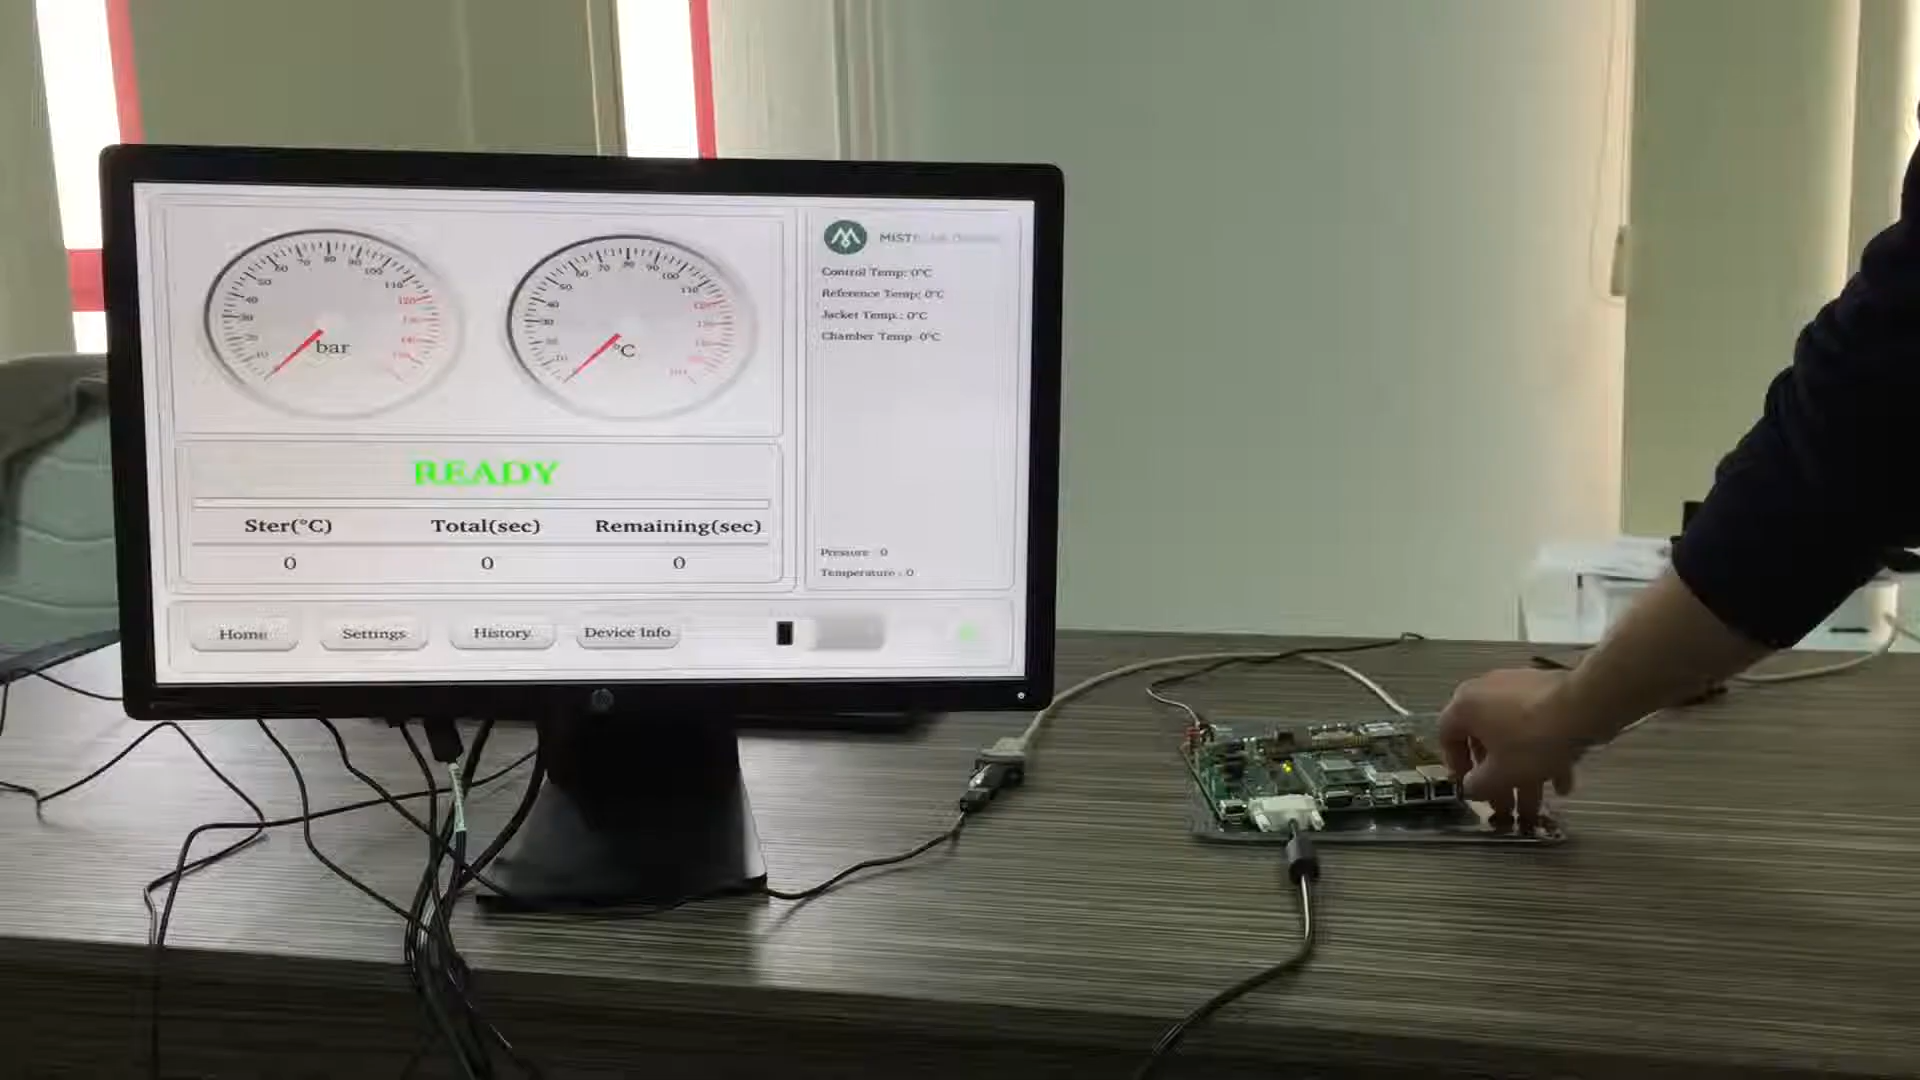 bar
°C
READY
Ster(°C) Total(sec) Remaining(sec)
0 0 0
Home Settings History Device Info
MIST
Control Temp: 0°C
Reference Temp: 0°C
Jacket Temp.: 0°C
Chamber Temp. 0°C
Pressure : 0
Temperature : 0